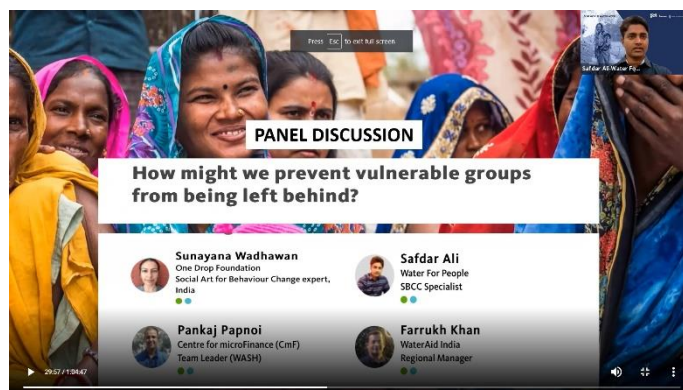 Press Esc to exit full screen
Safdar Ali Water Fo...
PANEL DISCUSSION
How might we prevent vulnerable groups
from being left behind?
Sunayana Wadhawan
One Drop Foundation
Social Art for Behaviour Change expert,
India
Safdar Ali
Water For People
SBCC Specialist
Pankaj Papnoi
Centre for microFinance (CmF)
Team Leader (WASH)
Farrukh Khan
WaterAid India
Regional Manager
29:57 / 1:04:47